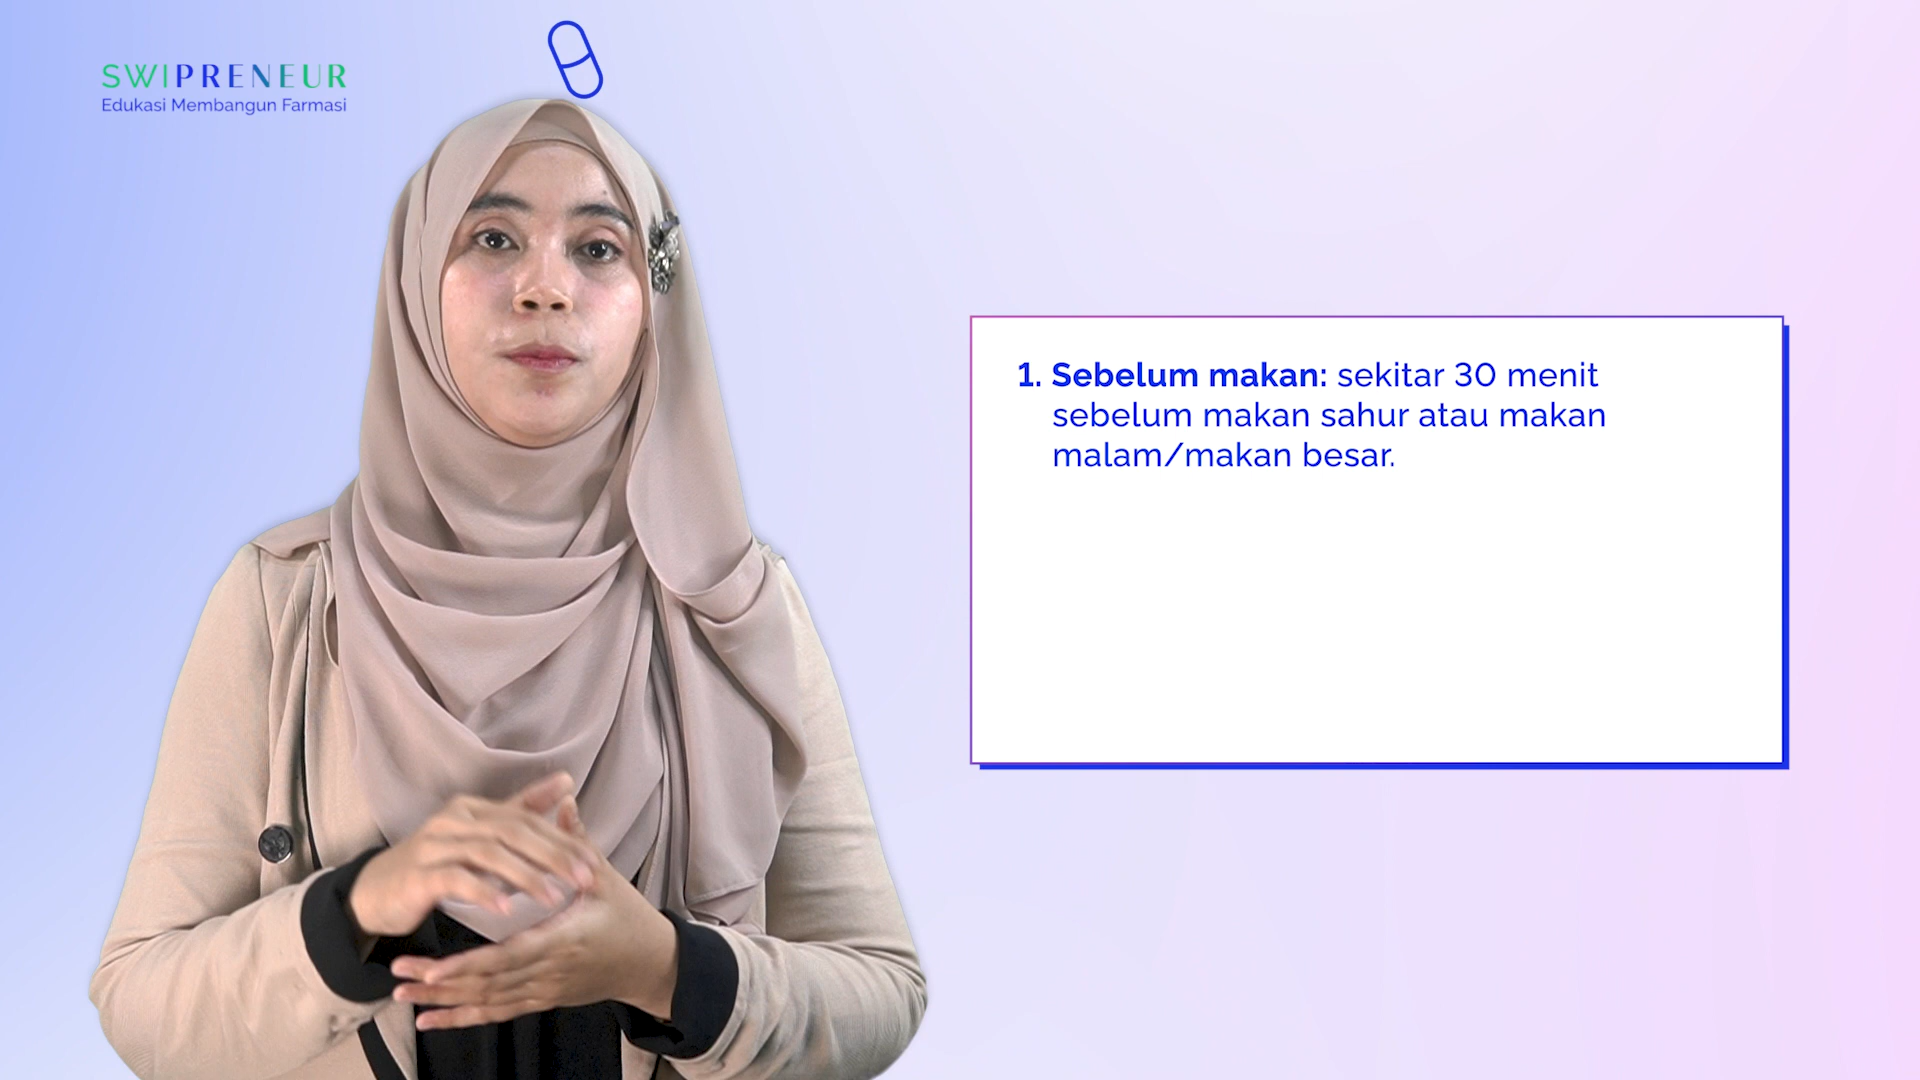 SWIPRENEUR
Edukasi Membangun Farmasi
1. Sebelum makan: sekitar 30 menit
sebelum makan sahur atau makan
malam/makan besar.